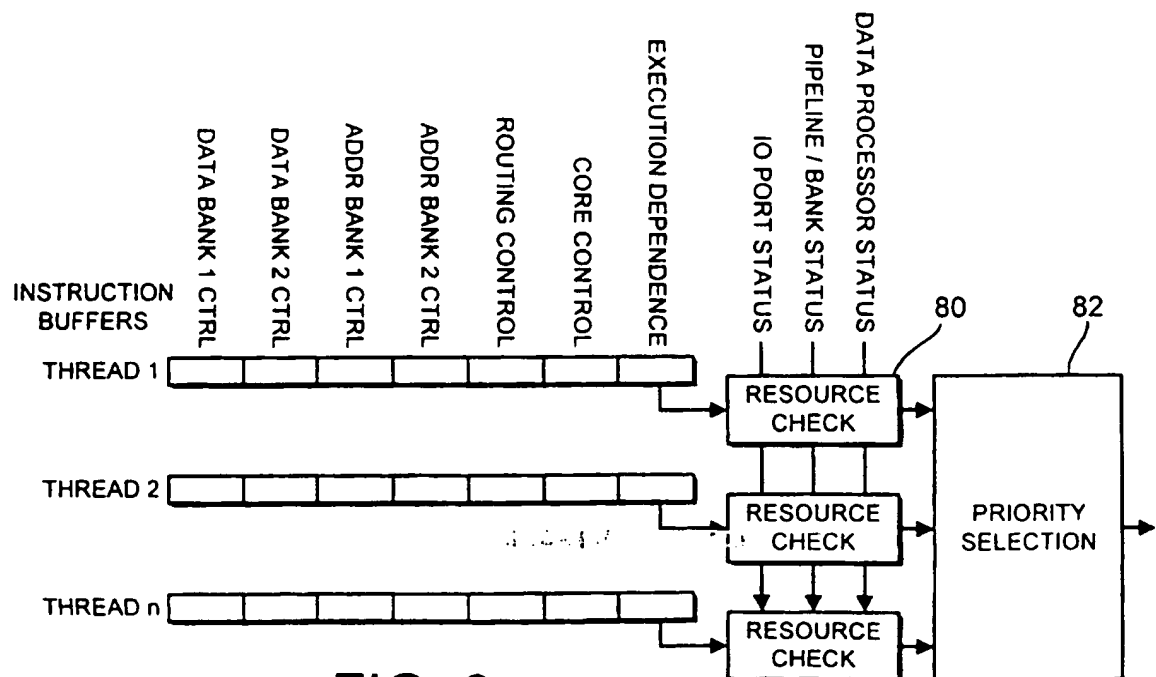 DATA BANK 1 CTRL
DATA BANK 2 CTRL
ADDR BANK 1 CTRL
ADDR BANK 2 CTRL
ROUTING CONTROL
CORE CONTROL
EXECUTION DEPENDENCE
IO PORT STATUS
PIPELINE / BANK STATUS
DATA PROCESSOR STATUS
80
82
INSTRUCTION
BUFFERS
THREAD 1
RESOURCE
CHECK
THREAD 2
RESOURCE
CHECK
PRIORITY
SELECTION
THREAD n
RESOURCE
CHECK